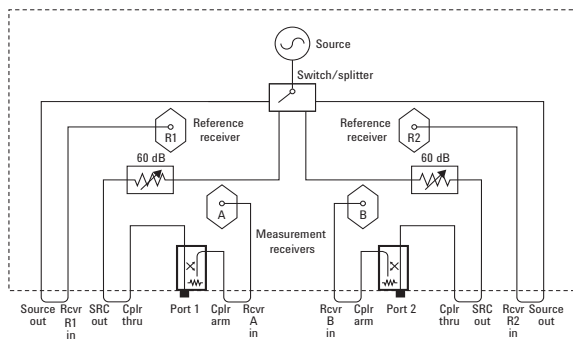 Source
Switch/splitter
R1
Reference
receiver
Reference
receiver
R2
60 dB
60 dB
A
Measurement
receivers
B
Source
out
Rcvr
R1
in
SRC
out
Cplr
thru
Port 1
Cplr
arm
Rcvr
A
in
Rcvr
B
in
Cplr
arm
Port 2
Cplr
thru
SRC
out
Rcvr
R2
in
Source
out